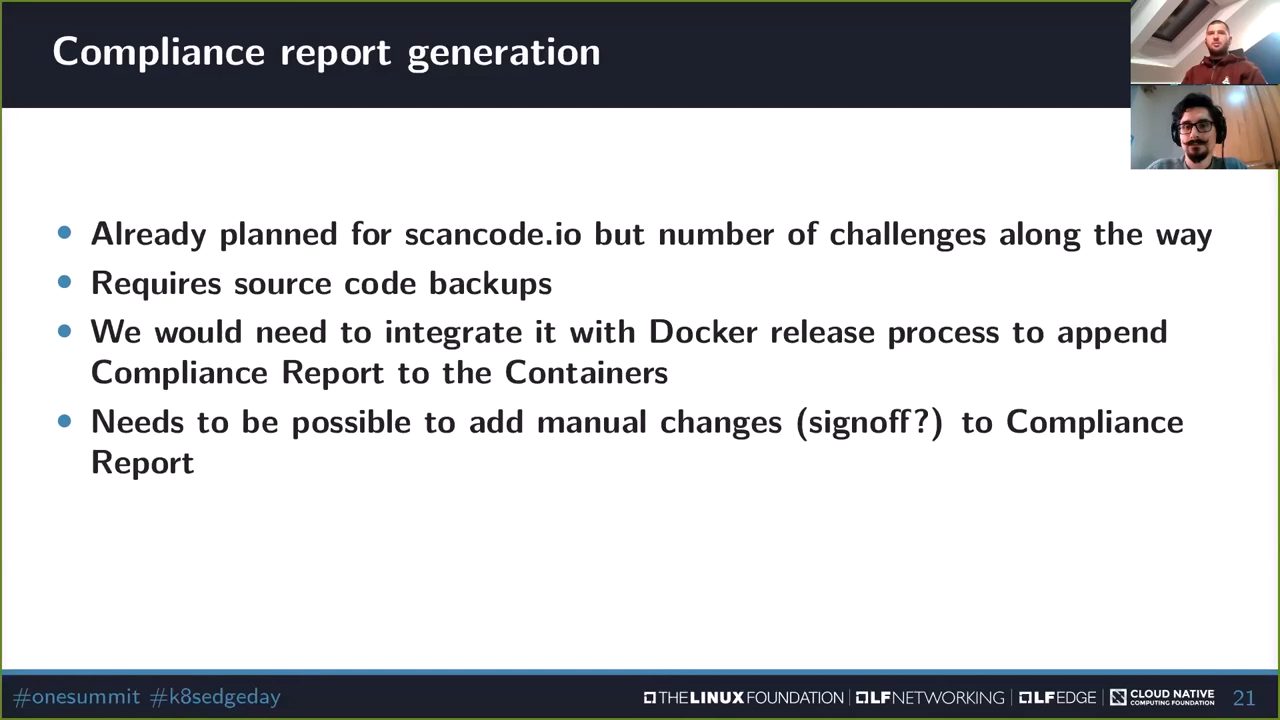 Compliance report generation
Already planned for scancode.io but number of challenges along the way
Requires source code backups
We would need to integrate it with Docker release process to append
Compliance Report to the Containers
Needs to be possible to add manual changes (signoff?) to Compliance
Report
#onesummit #k8sedgeday
THE LINUX FOUNDATION
LF NETWORKING
LF EDGE
CLOUD NATIVE
COMPUTING FOUNDATION
21